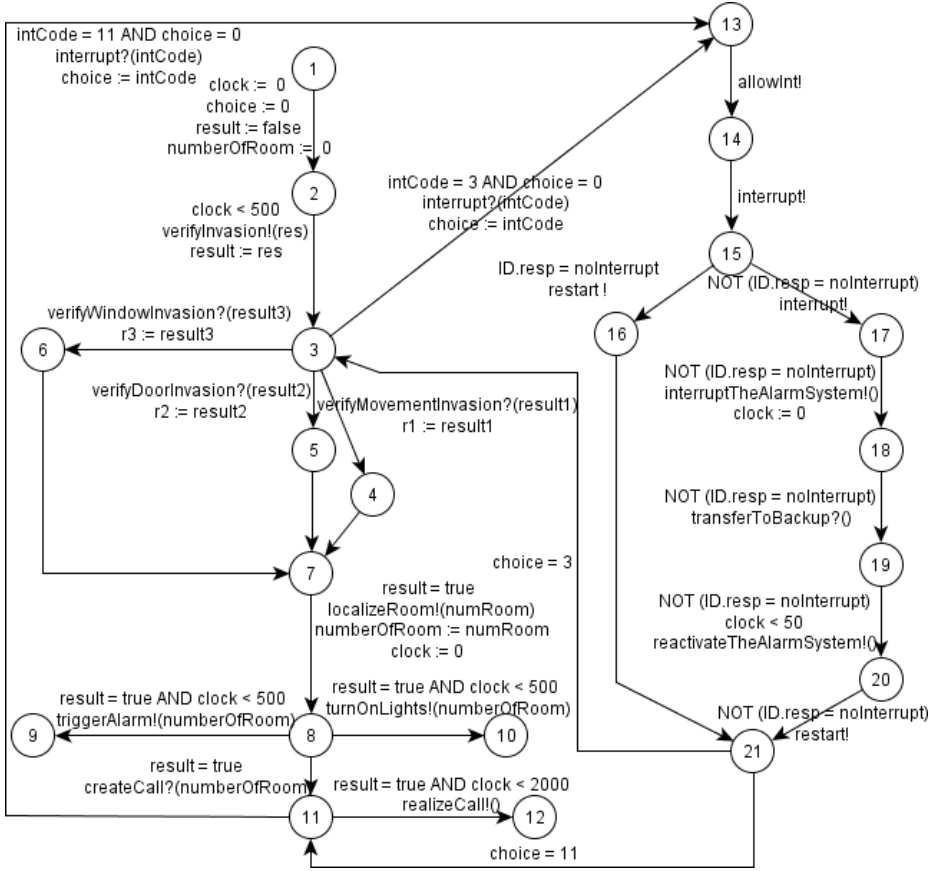 intCode = 11 AND choice = 0
interrupt?(intCode)
choice := intCode
1
clock := 0
choice := 0
result := false
numberOfRoom := 0
2
clock < 500
verifyInvasion!(res)
result := res
intCode = 3 AND choice = 0
interrupt?(intCode)
choice := intCode
13
allowInt!
14
interrupt!
15
ID.resp = noInterrupt
restart !
NOT (ID.resp = noInterrupt)
interrupt!
16
17
verifyWindowInvasion?(result3)
r3 := result3
6
3
verifyDoorInvasion?(result2)
r2 := result2
verifyMovementInvasion?(result1)
r1 := result1
5
4
7
NOT (ID.resp = noInterrupt)
interruptTheAlarmSystem!()
clock := 0
18
NOT (ID.resp = noInterrupt)
transferToBackup?()
19
choice = 3
result = true
localizeRoom!(numRoom)
numberOfRoom := numRoom
clock := 0
NOT (ID.resp = noInterrupt)
clock < 50
reactivateTheAlarmSystem!()
20
NOT (ID.resp = noInterrupt)
restart!
21
result = true AND clock < 500
triggerAlarm!(numberOfRoom)
result = true AND clock < 500
turnOnLights!(numberOfRoom)
9
8
10
result = true
createCall?(numberOfRoom)
result = true AND clock < 2000
realizeCall!()
11
12
choice = 11